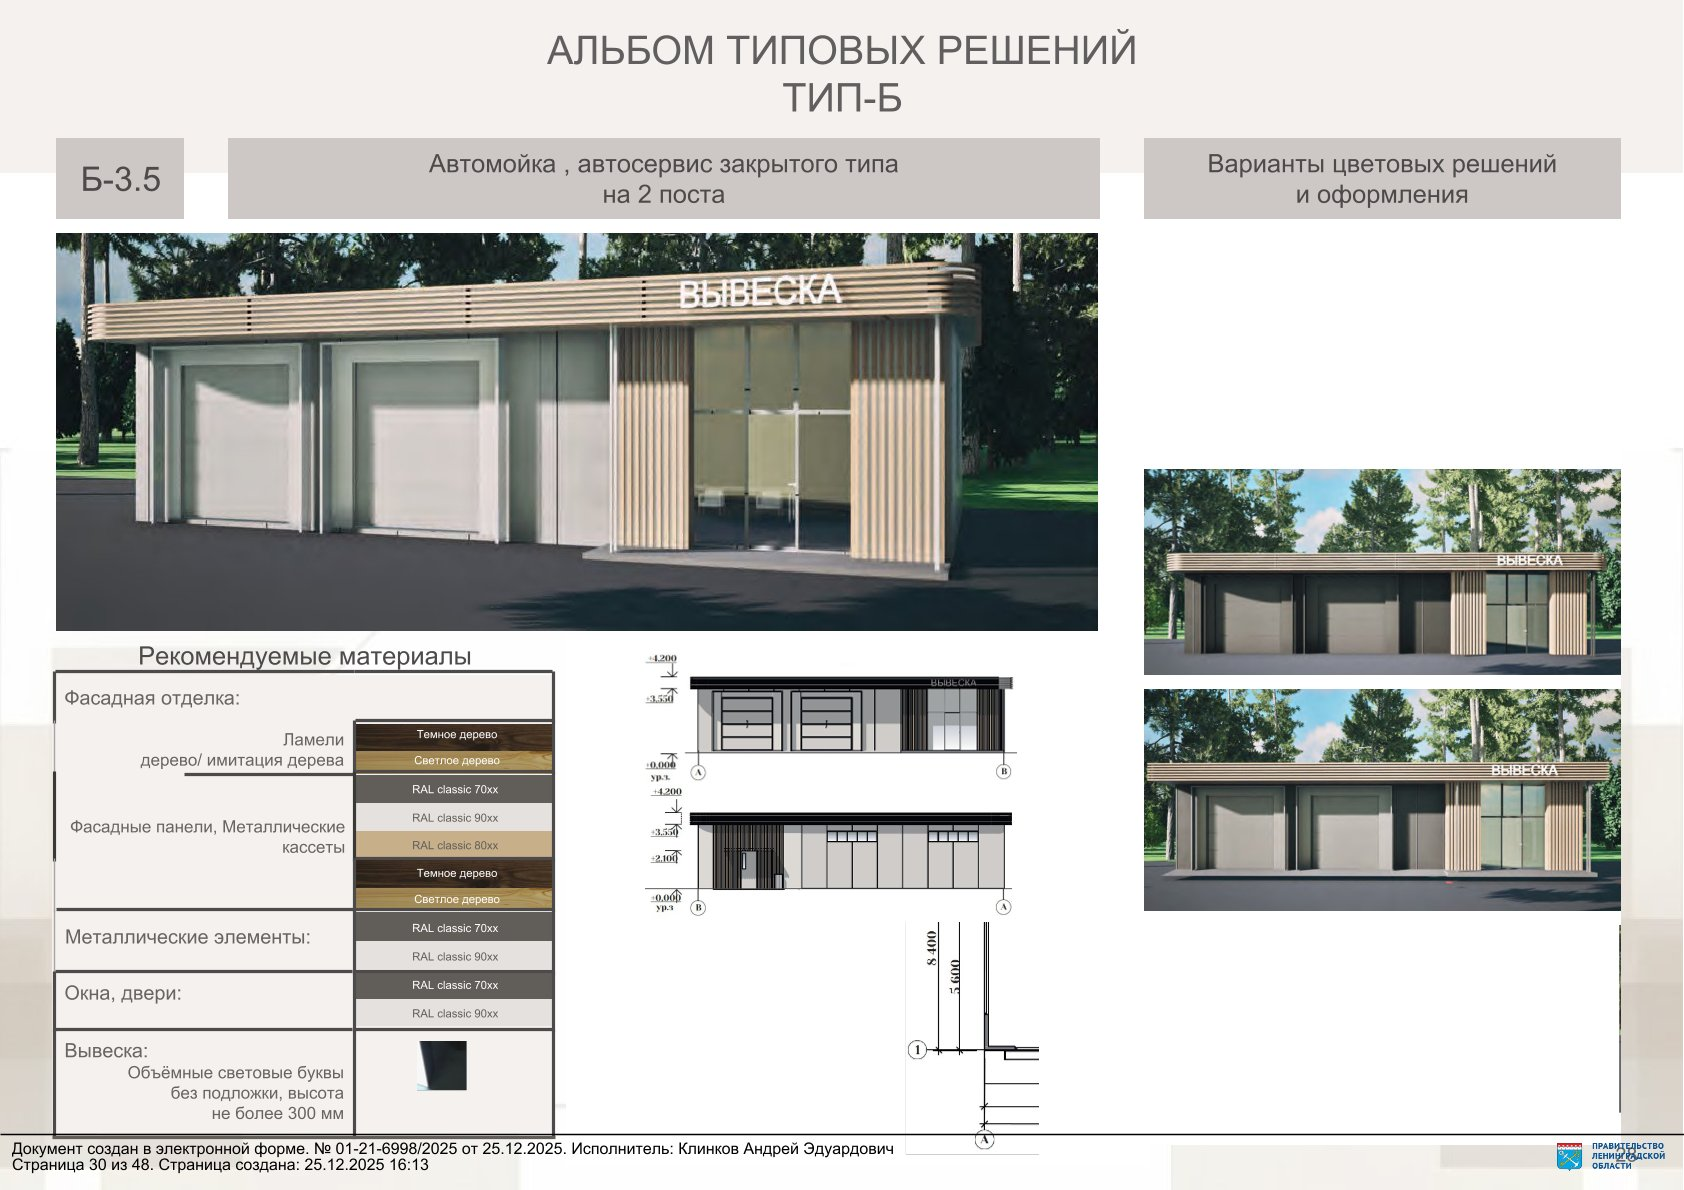 АЛЬБОМ ТИПОВЫХ РЕШЕНИЙ
ТИП-Б
Б-3.5
Автомойка , автосервис закрытого типа
на 2 поста
Варианты цветовых решений
и оформления
ВЫВЕСКА
ВЫВЕСКА
ВЫВЕСКА
Рекомендуемые материалы
Фасадная отделка:
Ламели
дерево/ имитация дерева
Темное дерево
Светлое дерево
Фасадные панели, Металлические
кассеты
RAL classic 70xx
RAL classic 90xx
RAL classic 80xx
Темное дерево
Светлое дерево
Металлические элементы:
RAL classic 70xx
RAL classic 90xx
Окна, двери:
RAL classic 70xx
RAL classic 90xx
Вывеска:
Объёмные световые буквы
без подложки, высота
не более 300 мм
+4.200
+3.550
±0.000
ур.з.
ВЫВЕСКА
А
В
+4.200
+3.550
+2.100
±0.000
ур.з
В
А
8 400
5 600
1
А
Документ создан в электронной форме. № 01-21-6998/2025 от 25.12.2025. Исполнитель: Клинков Андрей Эдуардович
Страница 30 из 48. Страница создана: 25.12.2025 16:13
ПРАВИТЕЛЬСТВО
ЛЕНИНГРАДСКОЙ
ОБЛАСТИ